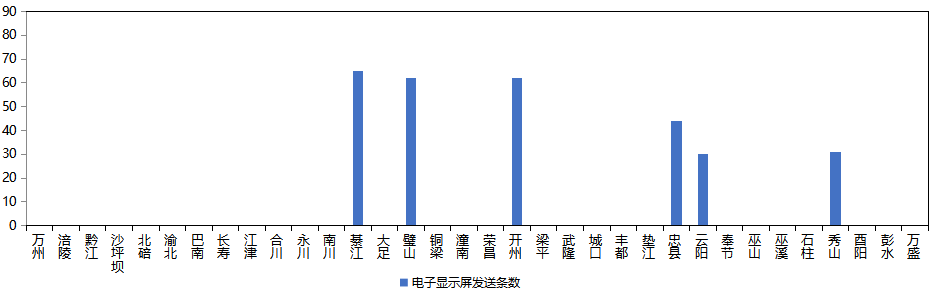 90
80
70
60
50
40
30
20
10
0
万州
涪陵
黔江
沙坪坝
北碚
渝北
巴南
长寿
江津
合川
永川
南川
綦江
大足
璧山
铜梁
潼南
荣昌
开州
梁平
武隆
城口
丰都
垫江
忠县
云阳
奉节
巫山
巫溪
石柱
秀山
酉阳
彭水
万盛
电子显示屏发送条数